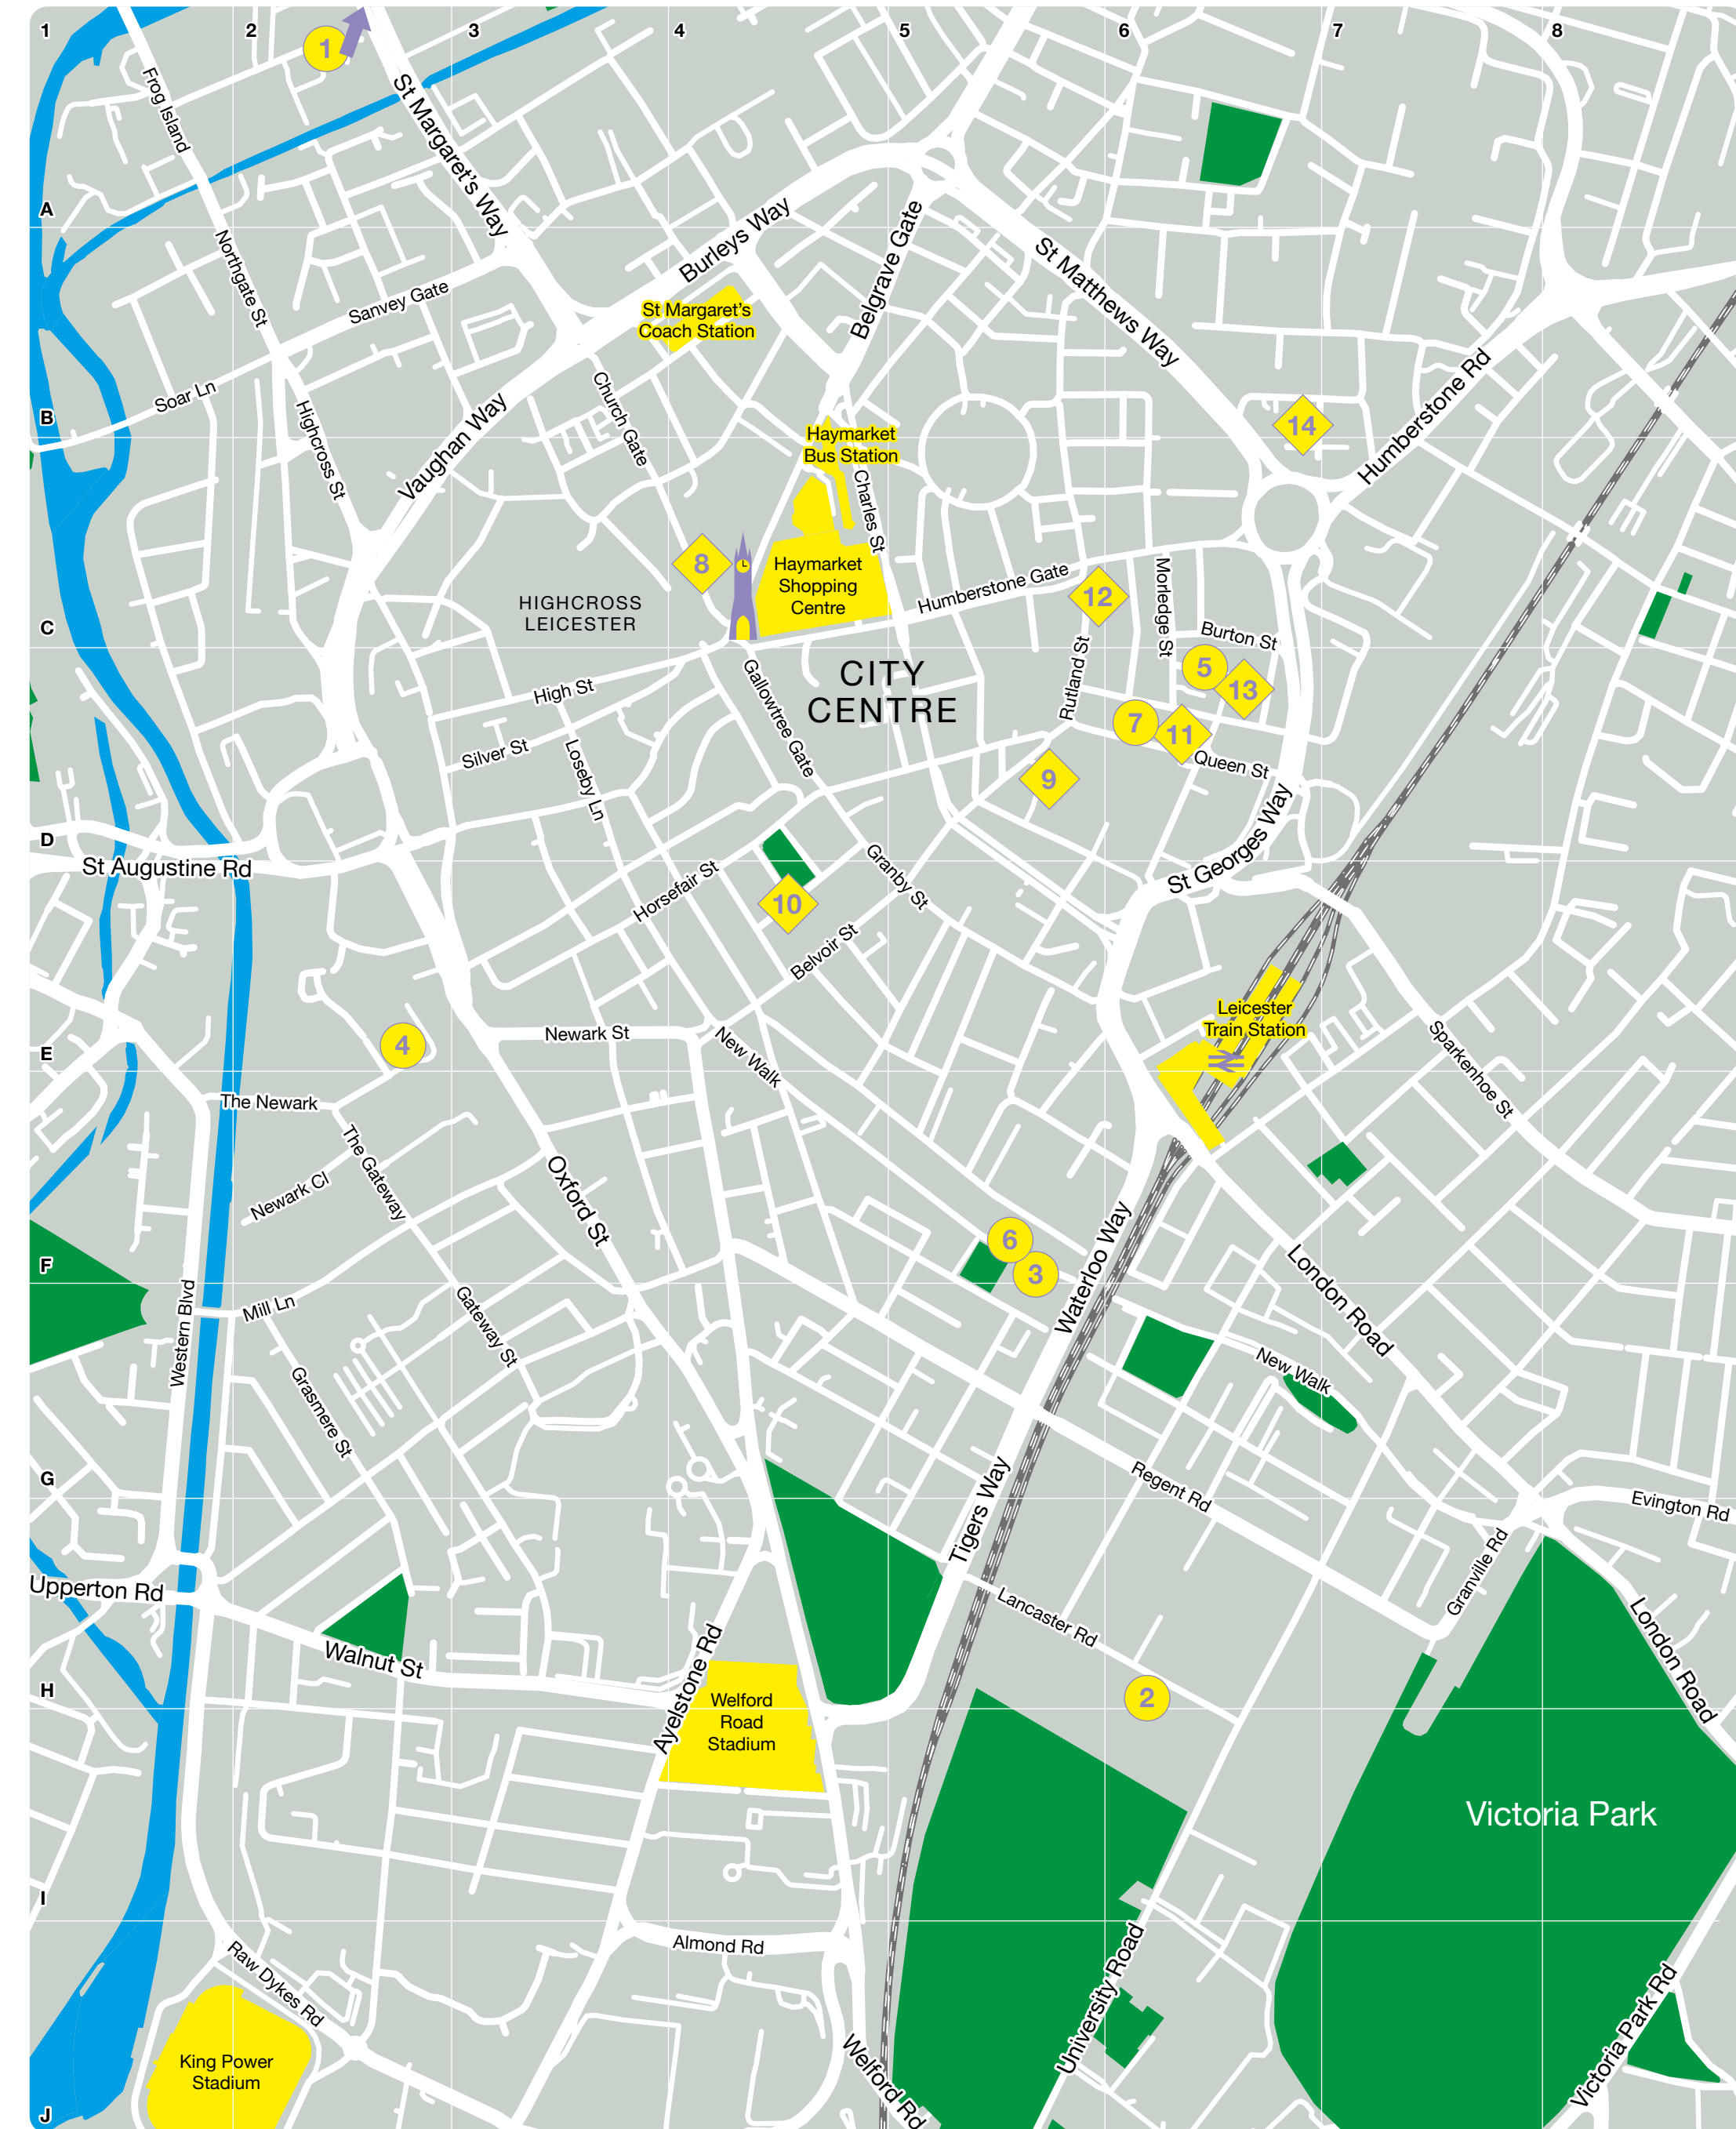 1
2
3
4
5
6
7
8
1
Frog Island
St Margaret's Way
A
Burleys Way
Northgate St
Belgrave Gate
St Matthews Way
Sanvey Gate
St Margaret's
Coach Station
Soar Ln
Church Gate
Humberstone Rd
B
Highcross St
Vaughan Way
14
Haymarket
Bus Station
Charles St
8
Haymarket
Shopping
Centre
HIGHCROSS
LEICESTER
Humberstone Gate
12
Morledge St
C
Burton St
Rutland St
5
13
CITY
CENTRE
High St
Gallowtree Gate
7
11
Silver St
Loseby Ln
Queen St
9
D
St Augustine Rd
St Georges Way
Horsefair St
Granby St
10
Belvoir St
Leicester
Train Station
E
4
Newark St
New Walk
Sparkenhoe St
The Newark
The Gateway
Newark Cl
Oxford St
F
6
3
Waterloo Way
London Road
Western Blvd
Mill Ln
Gateway St
New Walk
Grasmere St
G
Tigers Way
Regent Rd
Evington Rd
Granville Rd
Upperton Rd
Lancaster Rd
London Road
Walnut St
Ayelstone Rd
H
2
Welford
Road
Stadium
Victoria Park
I
Almond Rd
Raw Dykes Rd
University Road
Victoria Park Rd
King Power
Stadium
Welford Rd
J